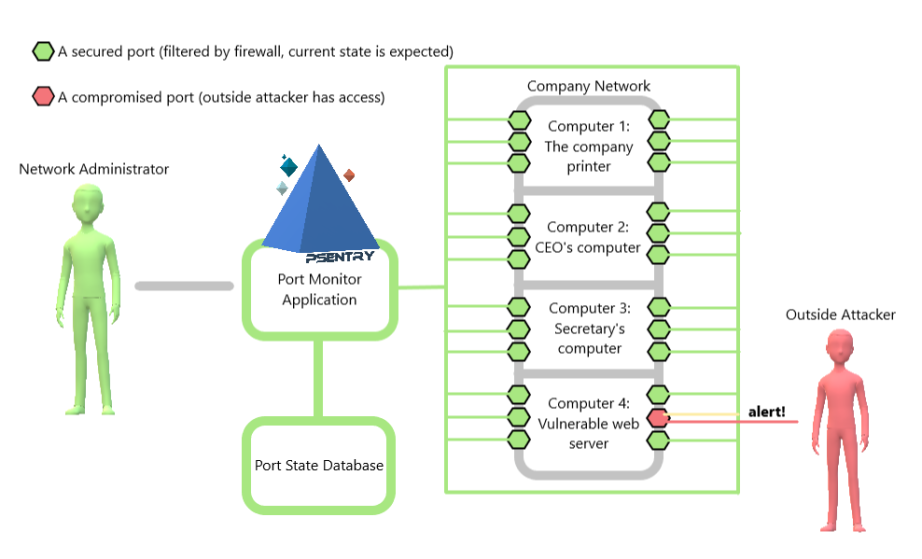 A secured port (filtered by firewall, current state is expected)
A compromised port (outside attacker has access)
Network Administrator
PSENTRY
Port Monitor
Application
Port State Database
Company Network
Computer 1:
The company
printer
Computer 2:
CEO's computer
Computer 3:
Secretary's
computer
Computer 4:
Vulnerable web
server
alert!
Outside Attacker